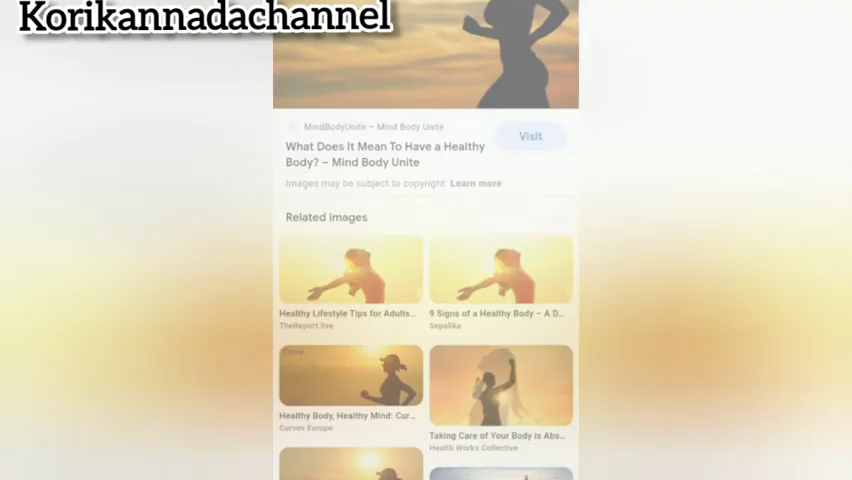 Korikannadachannel
MindBodyUnite – Mind Body Unite
Visit
What Does It Mean To Have a Healthy
Body? – Mind Body Unite
Images may be subject to copyright. Learn more
Related images
Healthy Lifestyle Tips for Adults...
TheReport.live
9 Signs of a Healthy Body – A D...
Sepalika
Healthy Body, Healthy Mind: Cur...
Curves Europe
Taking Care of Your Body is Abs...
Health Works Collective